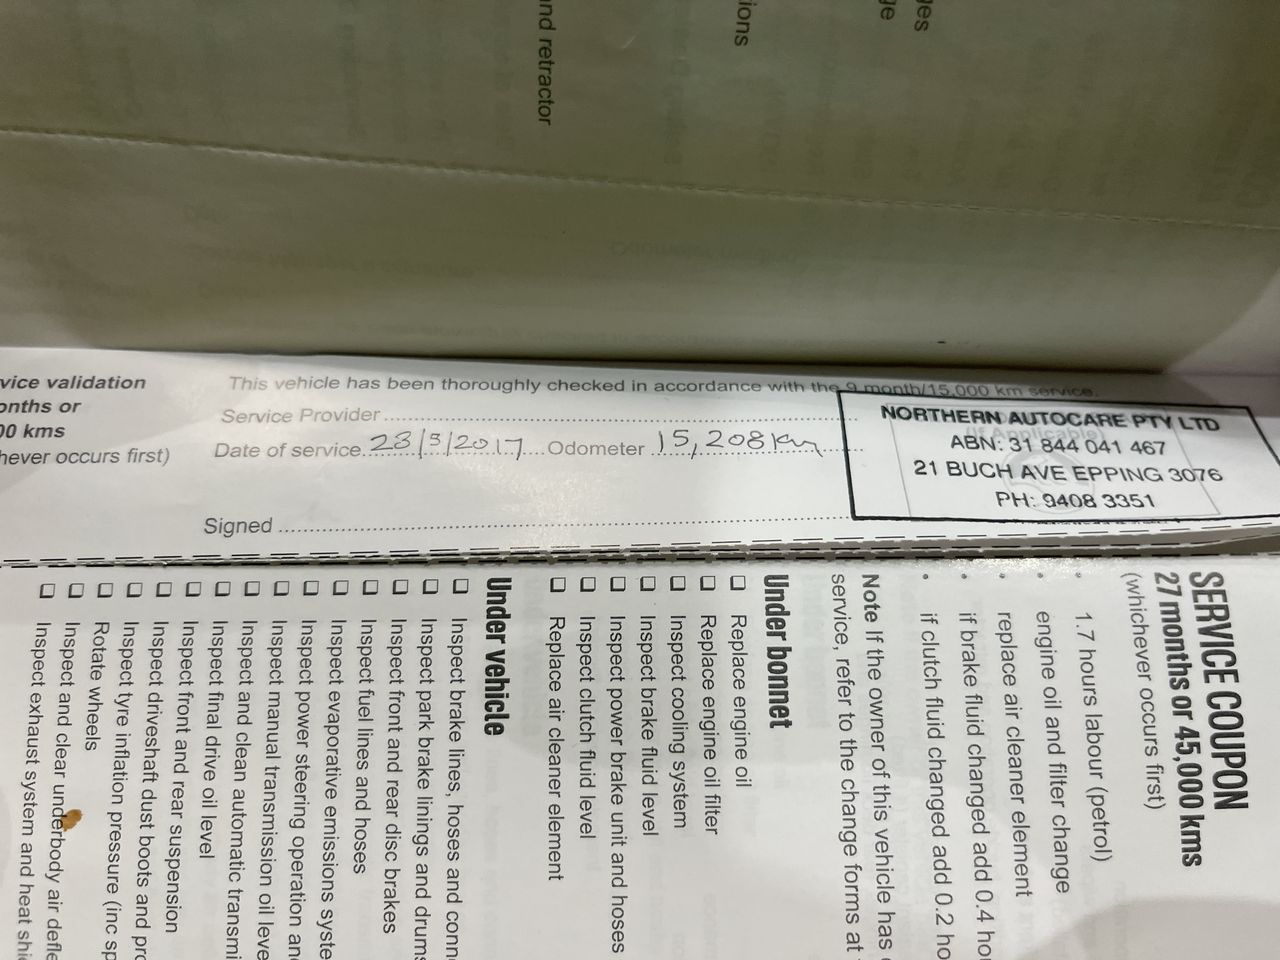 nd retractor
ions
ge
ges
vice validation
onths or
00 kms
hever occurs first)
This vehicle has been thoroughly checked in accordance with the 9 month/15,000 km service.
Service Provider
Date of service 23/3/2017 Odometer 15,208km
Signed
NORTHERN AUTOCARE PTY LTD
ABN: 31 844 041 467
21 BUCH AVE EPPING 3076
PH: 9408 3351
SERVICE COUPON
27 months or 45,000 kms
(whichever occurs first)
• 1.7 hours labour (petrol)
• engine oil and filter change
• replace air cleaner element
• if brake fluid changed add 0.4 ho
• if clutch fluid changed add 0.2 ho
Note If the owner of this vehicle has
service, refer to the change forms at
Under bonnet
❑ Replace engine oil
❑ Replace engine oil filter
❑ Inspect cooling system
❑ Inspect brake fluid level
❑ Inspect power brake unit and hoses
❑ Inspect clutch fluid level
❑ Replace air cleaner element
Under vehicle
❑ Inspect brake lines, hoses and conn
❑ Inspect park brake linings and drums
❑ Inspect front and rear disc brakes
❑ Inspect fuel lines and hoses
❑ Inspect evaporative emissions syste
❑ Inspect power steering operation an
❑ Inspect manual transmission oil leve
❑ Inspect and clean automatic transmi
❑ Inspect final drive oil level
❑ Inspect front and rear suspension
❑ Inspect driveshaft dust boots and pro
❑ Inspect tyre inflation pressure (inc sp
❑ Rotate wheels
❑ Inspect and clear underbody air defle
❑ Inspect exhaust system and heat shi